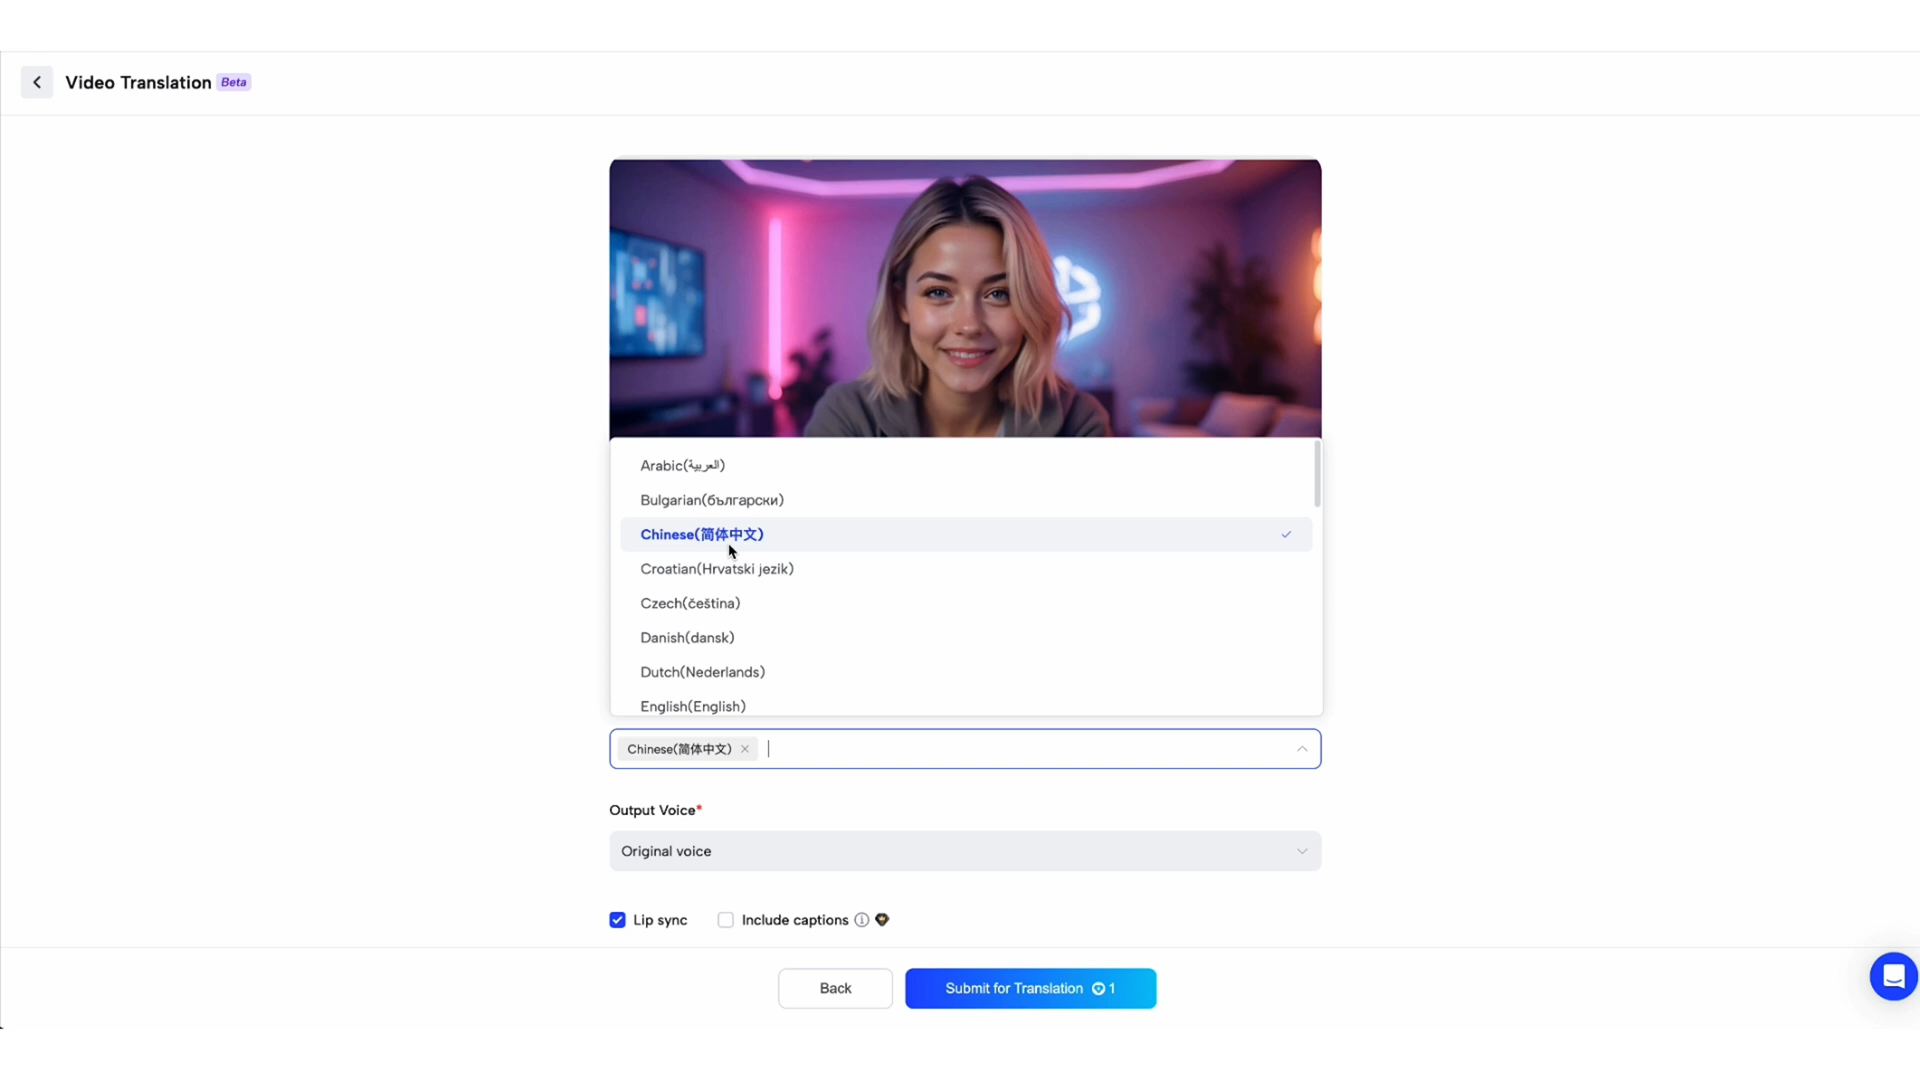 Video Translation Beta
Arabic(العربية)
Bulgarian(български)
Chinese(简体中文)
Croatian(Hrvatski jezik)
Czech(čeština)
Danish(dansk)
Dutch(Nederlands)
English(English)
Chinese(简体中文)
Output Voice*
Original voice
Lip sync Include captions
Back Submit for Translation 1